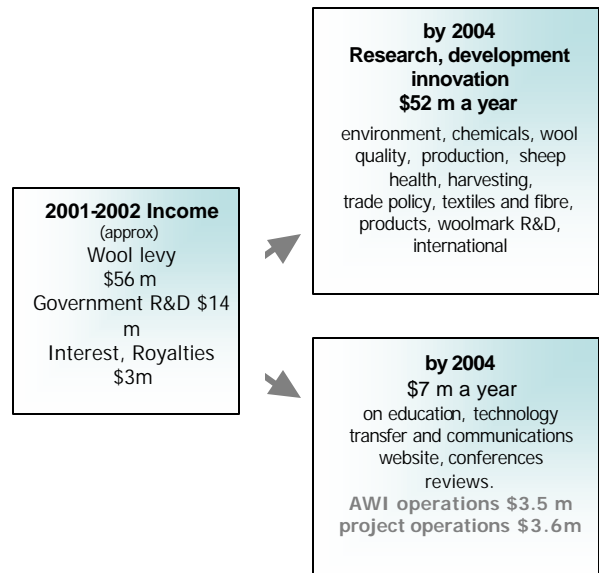 2001-2002 Income
(approx)
Wool levy
$56 m
Government R&D $14
m
Interest, Royalties
$3m
by 2004
Research, development
innovation
$52 m a year
environment, chemicals, wool
quality, production, sheep
health, harvesting,
trade policy, textiles and fibre,
products, woolmark R&D,
international
by 2004
$7 m a year
on education, technology
transfer and communications
website, conferences
reviews.
AWI operations $3.5 m
project operations $3.6m